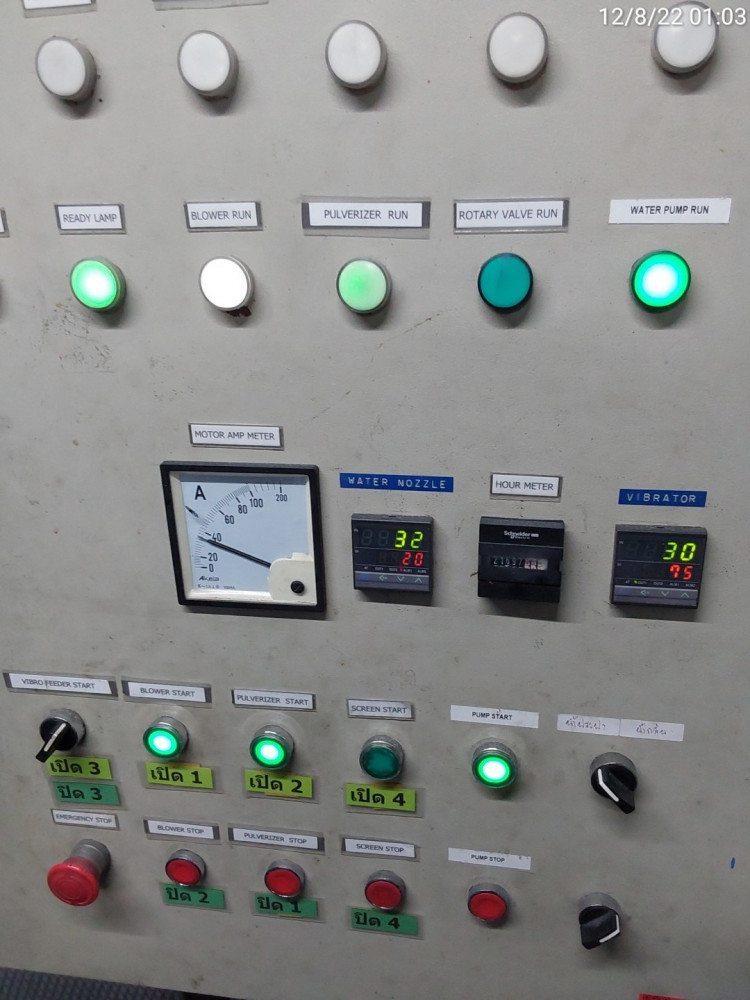 12/8/22 01:03
READY LAMP
BLOWER RUN
PULVERIZER RUN
ROTARY VALVE RUN
WATER PUMP RUN
MOTOR AMP METER
WATER NOZZLE
HOUR METER
VIBRATOR
A
0
20
40
60
80
100
200
32
20
Schneider
30
75
VIBRO FEEDER START
BLOWER START
PULVERIZER START
SCREEN START
PUMP START
เปิด 3
เปิด 1
เปิด 2
เปิด 4
ปิด 3
EMERGENCY STOP
BLOWER STOP
PULVERIZER STOP
SCREEN STOP
PUMP STOP
ปิด 2
ปิด 1
ปิด 4